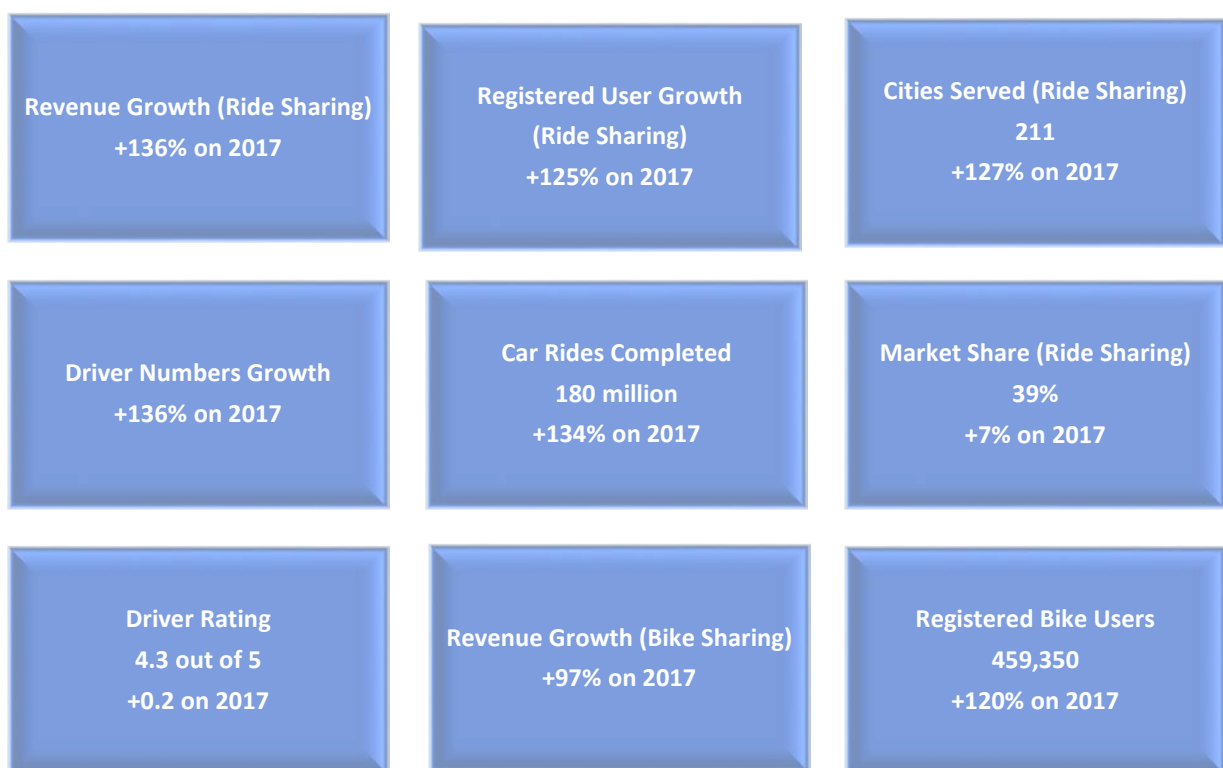 Revenue Growth (Ride Sharing)
+136% on 2017
Registered User Growth
(Ride Sharing)
+125% on 2017
Cities Served (Ride Sharing)
211
+127% on 2017
Driver Numbers Growth
+136% on 2017
Car Rides Completed
180 million
+134% on 2017
Market Share (Ride Sharing)
39%
+7% on 2017
Driver Rating
4.3 out of 5
+0.2 on 2017
Revenue Growth (Bike Sharing)
+97% on 2017
Registered Bike Users
459,350
+120% on 2017